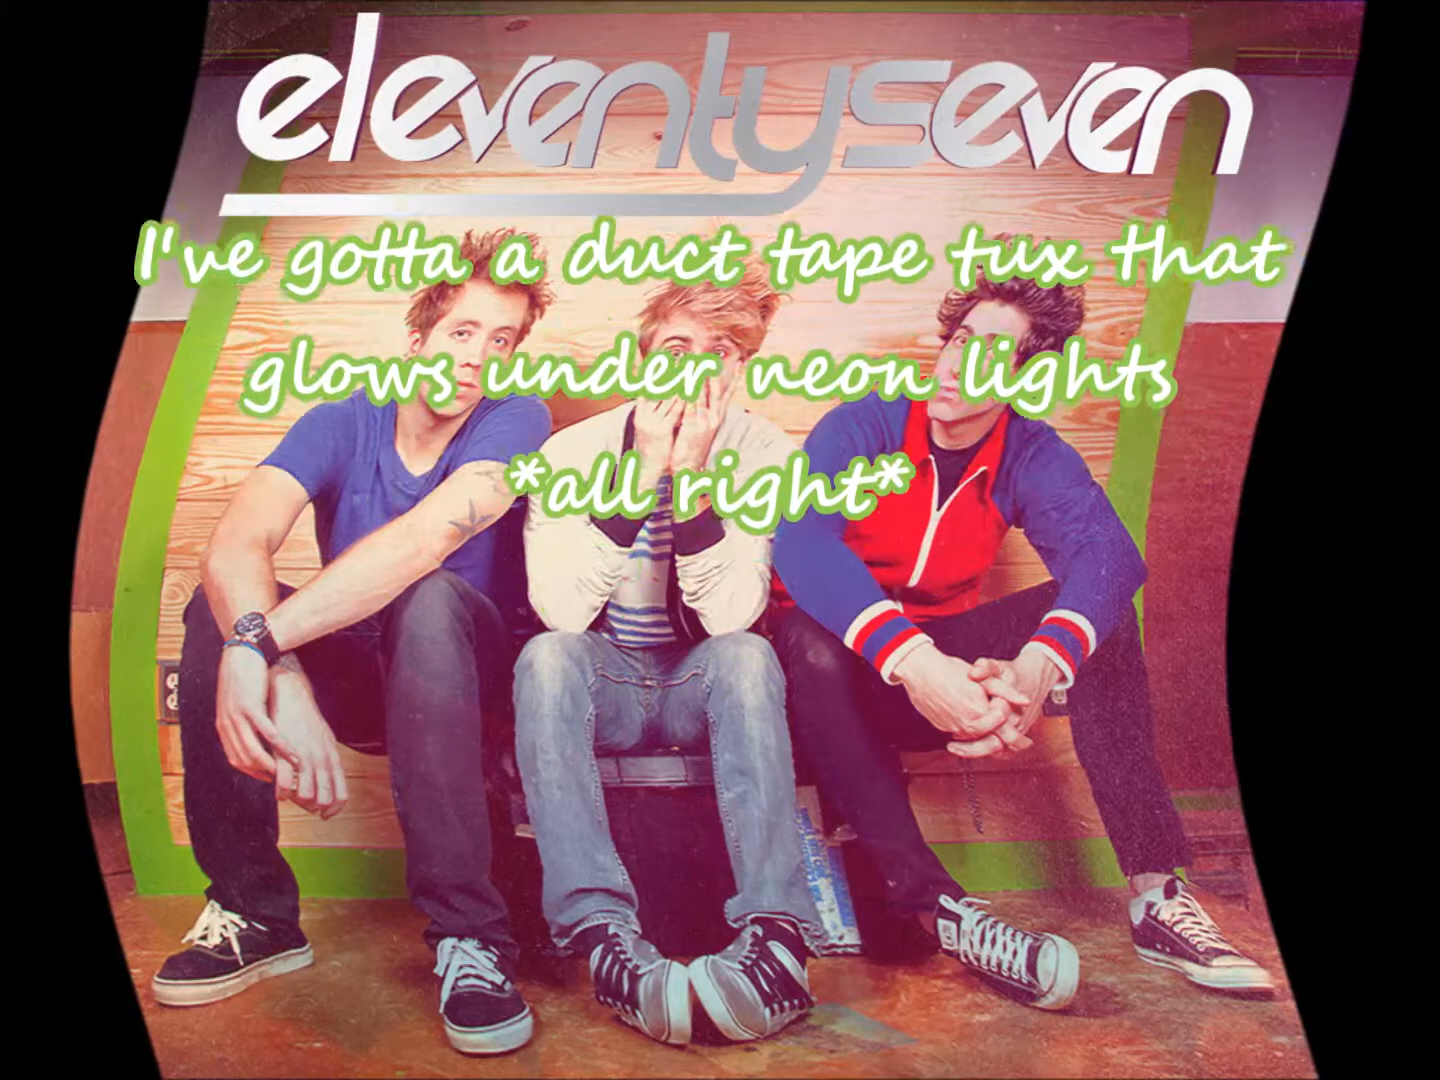 eleventyseven
I've gotta a duct tape tux that
glows under neon lights
*all right*